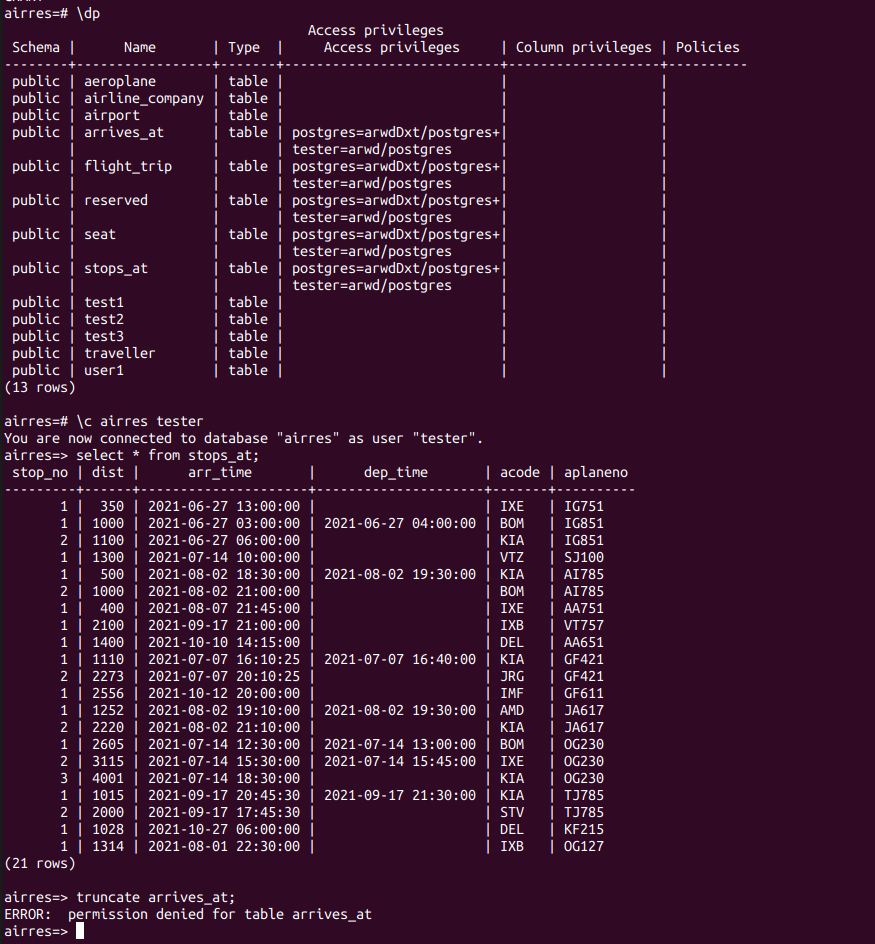 airres=# \dp
                                      Access privileges
 Schema |      Name       | Type  |     Access privileges     | Column privileges | Policies
--------+-----------------+-------+---------------------------+-------------------+----------
 public | aeroplane       | table |                           |                   |
 public | airline_company | table |                           |                   |
 public | airport         | table |                           |                   |
 public | arrives_at      | table | postgres=arwdDxt/postgres+|                   |
        |                 |       | tester=arwd/postgres      |                   |
 public | flight_trip     | table | postgres=arwdDxt/postgres+|                   |
        |                 |       | tester=arwd/postgres      |                   |
 public | reserved        | table | postgres=arwdDxt/postgres+|                   |
        |                 |       | tester=arwd/postgres      |                   |
 public | seat            | table | postgres=arwdDxt/postgres+|                   |
        |                 |       | tester=arwd/postgres      |                   |
 public | stops_at        | table | postgres=arwdDxt/postgres+|                   |
        |                 |       | tester=arwd/postgres      |                   |
 public | test1           | table |                           |                   |
 public | test2           | table |                           |                   |
 public | test3           | table |                           |                   |
 public | traveller       | table |                           |                   |
 public | user1           | table |                           |                   |
(13 rows)

airres=# \c airres tester
You are now connected to database "airres" as user "tester".
airres=> select * from stops_at;
 stop_no | dist |      arr_time       |      dep_time       | acode | aplaneno
---------+------+---------------------+---------------------+-------+----------
       1 |  350 | 2021-06-27 13:00:00 |                     | IXE   | IG751
       1 | 1000 | 2021-06-27 03:00:00 | 2021-06-27 04:00:00 | BOM   | IG851
       2 | 1100 | 2021-06-27 06:00:00 |                     | KIA   | IG851
       1 | 1300 | 2021-07-14 10:00:00 |                     | VTZ   | SJ100
       1 |  500 | 2021-08-02 18:30:00 | 2021-08-02 19:30:00 | KIA   | AI785
       2 | 1000 | 2021-08-02 21:00:00 |                     | BOM   | AI785
       1 |  400 | 2021-08-07 21:45:00 |                     | IXE   | AA751
       1 | 2100 | 2021-09-17 21:00:00 |                     | IXB   | VT757
       1 | 1400 | 2021-10-10 14:15:00 |                     | DEL   | AA651
       1 | 1110 | 2021-07-07 16:10:25 | 2021-07-07 16:40:00 | KIA   | GF421
       2 | 2273 | 2021-07-07 20:10:25 |                     | JRG   | GF421
       1 | 2556 | 2021-10-12 20:00:00 |                     | IMF   | GF611
       1 | 1252 | 2021-08-02 19:10:00 | 2021-08-02 19:30:00 | AMD   | JA617
       2 | 2220 | 2021-08-02 21:10:00 |                     | KIA   | JA617
       1 | 2605 | 2021-07-14 12:30:00 | 2021-07-14 13:00:00 | BOM   | OG230
       2 | 3115 | 2021-07-14 15:30:00 | 2021-07-14 15:45:00 | IXE   | OG230
       3 | 4001 | 2021-07-14 18:30:00 |                     | KIA   | OG230
       1 | 1015 | 2021-09-17 20:45:30 | 2021-09-17 21:30:00 | KIA   | TJ785
       2 | 2000 | 2021-09-17 17:45:30 |                     | STV   | TJ785
       1 | 1028 | 2021-10-27 06:00:00 |                     | DEL   | KF215
       1 | 1314 | 2021-08-01 22:30:00 |                     | IXB   | OG127
(21 rows)

airres=> truncate arrives_at;
ERROR:  permission denied for table arrives_at
airres=>